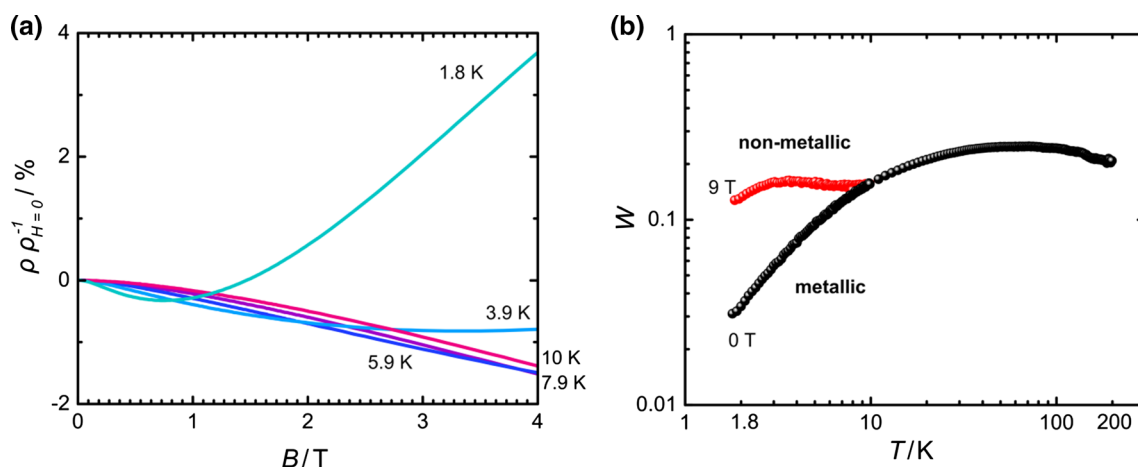 (a)
4
2
0
-2
ρ ρ⁻¹H = 0 / %
1.8 K
3.9 K
5.9 K
10 K
7.9 K
0 1 2 3 4
B/T
(b)
1
0.1
0.01
W
non-metallic
9 T
metallic
0 T
1 1.8 10 100 200
T/K